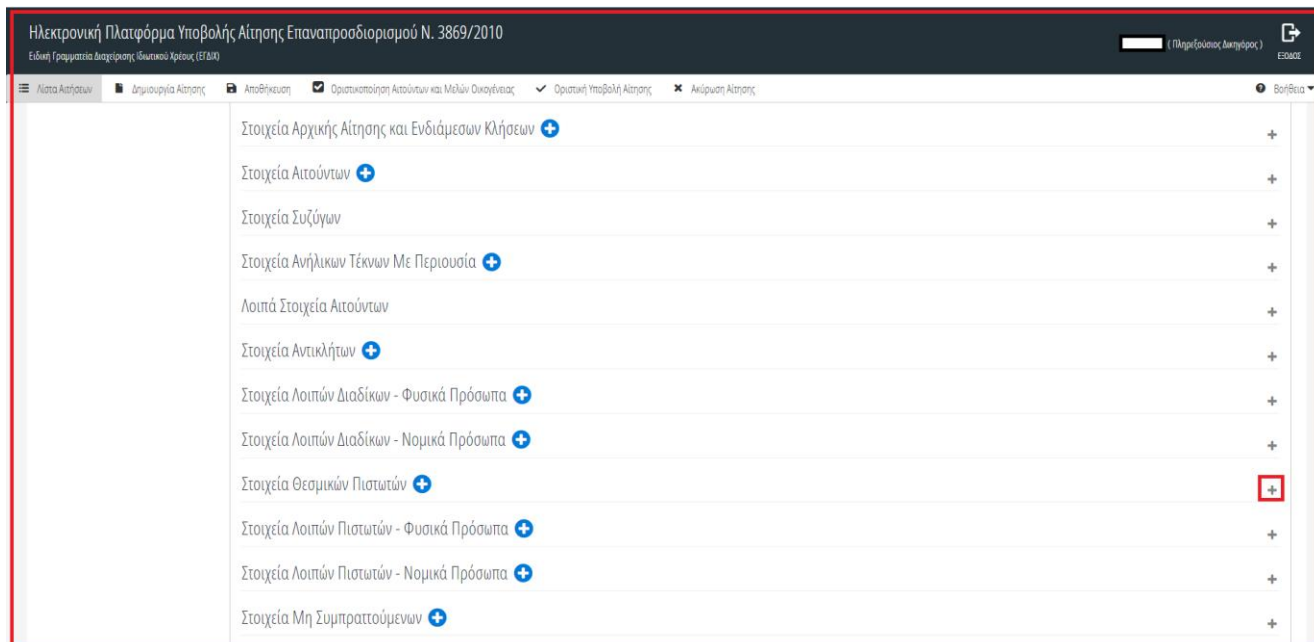 Ηλεκτρονική Πλατφόρμα Υποβολής Αίτησης Επαναπροσδιορισμού Ν. 3869/2010
Ειδική Γραμματεία Διαχείρισης Ιδιωτικού Χρέους (ΕΓΔΙΧ)
( Πληρεξούσιος Δικηγόρος )
ΕΞΟΔΟΣ
Λίστα Αιτήσεων Δημιουργία Αίτησης Αποθήκευση Οριστικοποίηση Αιτούντων και Μελών Οικογένειας Οριστική Υποβολή Αίτησης Ακύρωση Αίτησης Βοήθεια
Στοιχεία Αρχικής Αίτησης και Ενδιάμεσων Κλήσεων
Στοιχεία Αιτούντων
Στοιχεία Συζύγων
Στοιχεία Ανήλικων Τέκνων Με Περιουσία
Λοιπά Στοιχεία Αιτούντων
Στοιχεία Αντικλήτων
Στοιχεία Λοιπών Διαδίκων - Φυσικά Πρόσωπα
Στοιχεία Λοιπών Διαδίκων - Νομικά Πρόσωπα
Στοιχεία Θεσμικών Πιστωτών
Στοιχεία Λοιπών Πιστωτών - Φυσικά Πρόσωπα
Στοιχεία Λοιπών Πιστωτών - Νομικά Πρόσωπα
Στοιχεία Μη Συμπραττούμενων